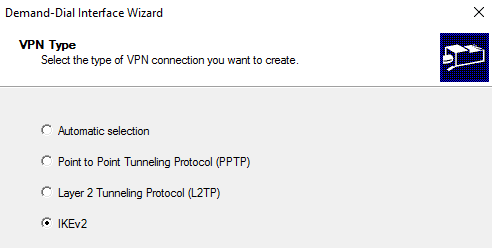 Demand-Dial Interface Wizard
VPN Type
Select the type of VPN connection you want to create.
Automatic selection
Point to Point Tunneling Protocol (PPTP)
Layer 2 Tunneling Protocol (L2TP)
IKEv2